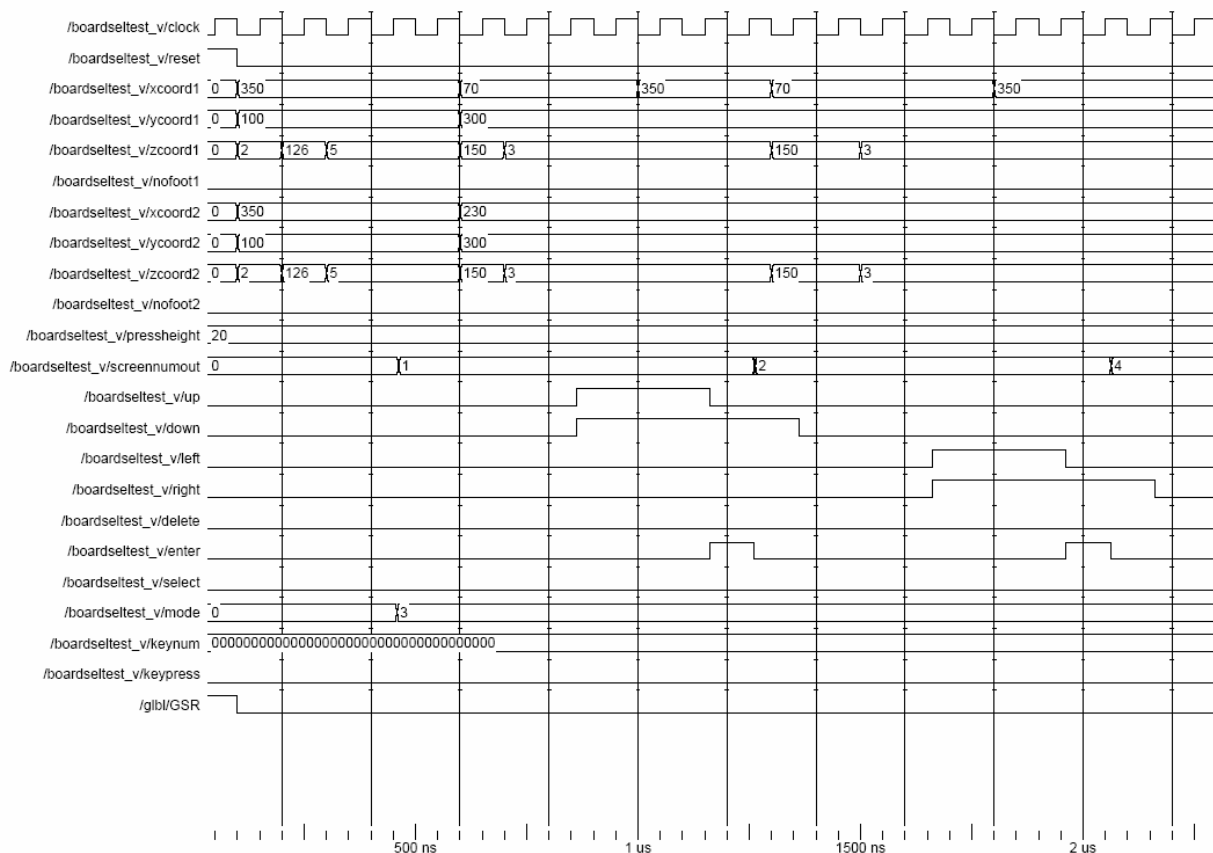 /boardseltest_v/clock
/boardseltest_v/reset
/boardseltest_v/xcoord1 0 350 70 350 70 350
/boardseltest_v/ycoord1 0 100 300
/boardseltest_v/zcoord1 0 2 126 5 150 3 150 3
/boardseltest_v/nofoot1
/boardseltest_v/xcoord2 0 350 230
/boardseltest_v/ycoord2 0 100 300
/boardseltest_v/zcoord2 0 2 126 5 150 3 150 3
/boardseltest_v/nofoot2
/boardseltest_v/pressheight 20
/boardseltest_v/screennumout 0 1 2 4
/boardseltest_v/up
/boardseltest_v/down
/boardseltest_v/left
/boardseltest_v/right
/boardseltest_v/delete
/boardseltest_v/enter
/boardseltest_v/select
/boardseltest_v/mode 0 3
/boardseltest_v/keynum
/boardseltest_v/keypress
/glbl/GSR
500 ns 1 us 1500 ns 2 us